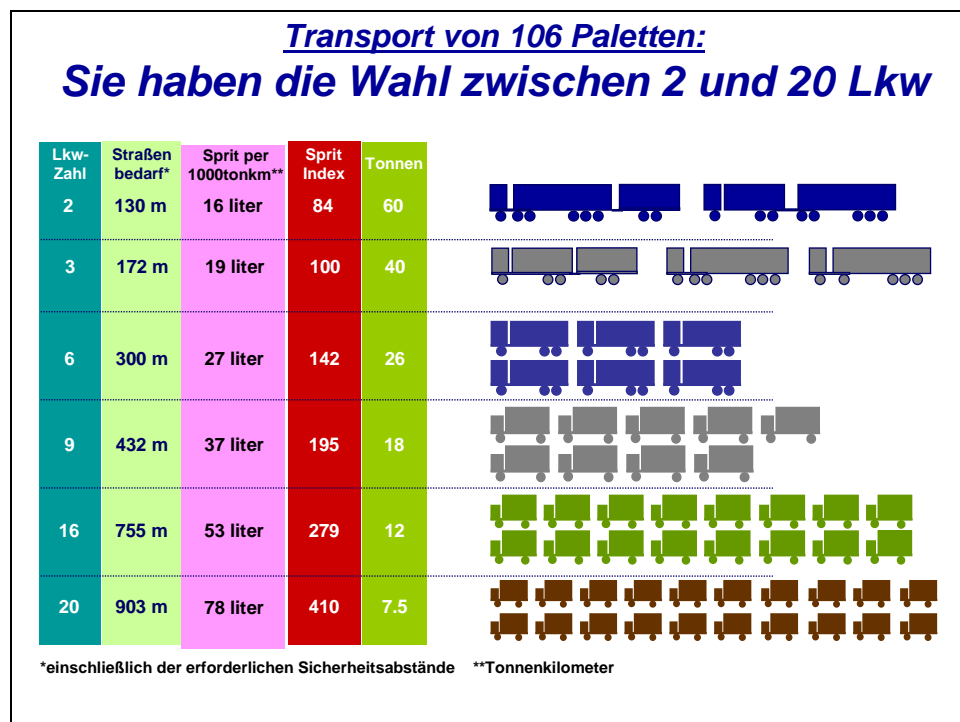 Transport von 106 Paletten:
Sie haben die Wahl zwischen 2 und 20 Lkw
Lkw-Zahl Straßen bedarf* Sprit per 1000tonkm** Sprit Index Tonnen
2 130 m 16 liter 84 60
3 172 m 19 liter 100 40
6 300 m 27 liter 142 26
9 432 m 37 liter 195 18
16 755 m 53 liter 279 12
20 903 m 78 liter 410 7.5
*einschließlich der erforderlichen Sicherheitsabstände **Tonnenkilometer